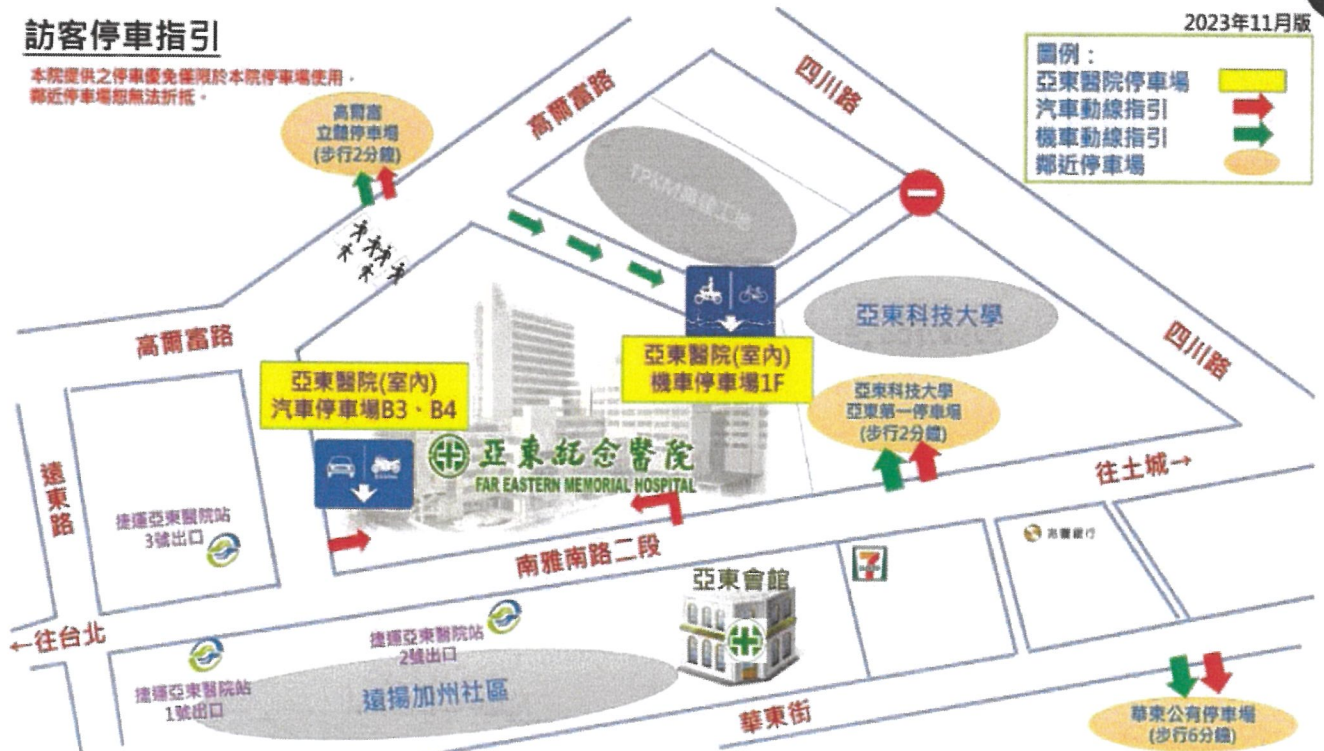 訪客停車指引
2023年11月版
本院提供之停車優免僅限於本院停車場使用，
鄰近停車場恕無法折抵。
圖例：
亞東醫院停車場
汽車動線指引
機車動線指引
鄰近停車場
高爾富
立體停車場
(步行2分鐘)
高爾富路
四川路
亞東科技大學
四川路
高爾富路
亞東醫院(室內)
機車停車場1F
亞東醫院(室內)
汽車停車場B3、B4
亞東科技大學
亞東第一停車場
(步行2分鐘)
亞東紀念醫院
FAR EASTERN MEMORIAL HOSPITAL
往土城→
遠東路
捷運亞東醫院站
3號出口
南雅南路二段
兆豐銀行
7
亞東會館
←往台北
捷運亞東醫院站
2號出口
捷運亞東醫院站
1號出口
遠揚加州社區
華東街
華東公有停車場
(步行6分鐘)